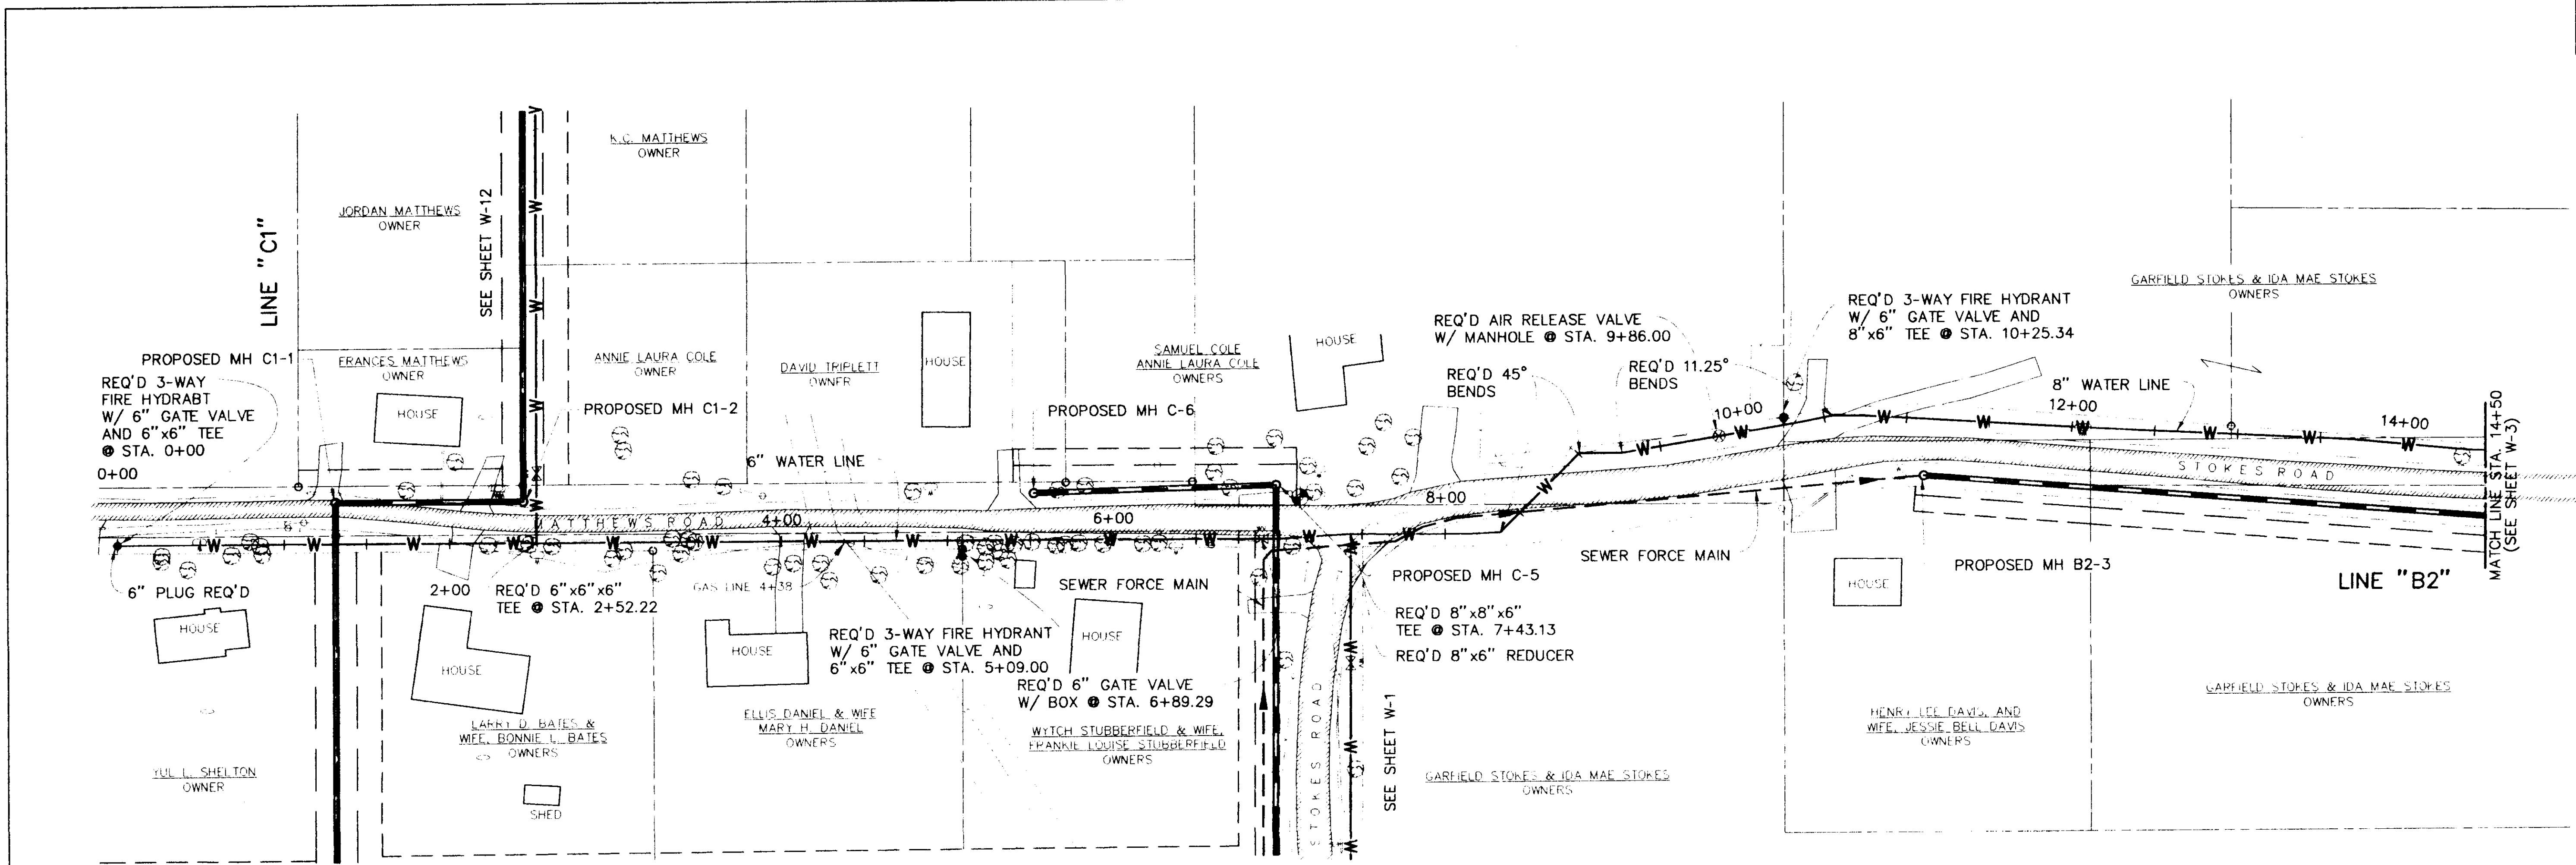 K.C. MATTHEWS
OWNER
JORDAN MATTHEWS
OWNER
LINE "C1"
SEE SHEET W-12
PROPOSED MH C1-1
REQ'D 3-WAY
FIRE HYDRABT
W/ 6" GATE VALVE
AND 6"x6" TEE
@ STA. 0+00
0+00
FRANCES MATTHEWS
OWNER
HOUSE
ANNIE LAURA COLE
OWNER
PROPOSED MH C1-2
DAVID TRIPLETT
OWNER
HOUSE
6" WATER LINE
SAMUEL COLE
ANNIE LAURA COLE
OWNERS
PROPOSED MH C-6
HOUSE
REQ'D AIR RELEASE VALVE
W/ MANHOLE @ STA. 9+86.00
REQ'D 45°
BENDS
REQ'D 11.25°
BENDS
REQ'D 3-WAY FIRE HYDRANT
W/ 6" GATE VALVE AND
8"x6" TEE @ STA. 10+25.34
GARFIELD STOKES & IDA MAE STOKES
OWNERS
8" WATER LINE
10+00
12+00
14+00
MATCH LINE STA. 14+50
(SEE SHEET W-3)
STOKES ROAD
MATTHEWS ROAD
4+00
6+00
8+00
W W W W W W W W W W W W W W W W W W W W W W
W
W
W
W
W
W
W
W
6" PLUG REQ'D
2+00
REQ'D 6"x6"x6"
TEE @ STA. 2+52.22
GAS LINE 4+38
SEWER FORCE MAIN
SEWER FORCE MAIN
PROPOSED MH C-5
PROPOSED MH B2-3
LINE "B2"
HOUSE
HOUSE
HOUSE
HOUSE
HOUSE
REQ'D 3-WAY FIRE HYDRANT
W/ 6" GATE VALVE AND
6"x6" TEE @ STA. 5+09.00
REQ'D 6" GATE VALVE
W/ BOX @ STA. 6+89.29
REQ'D 8"x8"x6"
TEE @ STA. 7+43.13
REQ'D 8"x6" REDUCER
STOKES ROAD
SEE SHEET W-1
YUL L. SHELTON
OWNER
LARRY D. BATES &
WIFE, BONNIE L. BATES
OWNERS
SHED
ELLIS DANIEL & WIFE
MARY H. DANIEL
OWNERS
WYTCH STUBBERFIELD & WIFE,
FRANKIE LOUISE STUBBERFIELD
OWNERS
GARFIELD STOKES & IDA MAE STOKES
OWNERS
HENRY LEE DAVIS, AND
WIFE, JESSIE BELL DAVIS
OWNERS
GARFIELD STOKES & IDA MAE STOKES
OWNERS